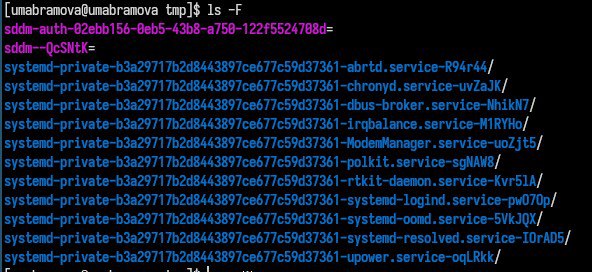 [umabramova@umabramova tmp]$ ls -F
sddm-auth-02ebb156-0eb5-43b8-a750-122f5524708d=
sddm--QcSNtK=
systemd-private-b3a29717b2d8443897ce677c59d37361-abrtd.service-R94r44/
systemd-private-b3a29717b2d8443897ce677c59d37361-chronyd.service-uvZaJK/
systemd-private-b3a29717b2d8443897ce677c59d37361-dbus-broker.service-NhikN7/
systemd-private-b3a29717b2d8443897ce677c59d37361-irqbalance.service-M1RYHo/
systemd-private-b3a29717b2d8443897ce677c59d37361-ModemManager.service-uoZjt5/
systemd-private-b3a29717b2d8443897ce677c59d37361-polkit.service-sgNAW8/
systemd-private-b3a29717b2d8443897ce677c59d37361-rtkit-daemon.service-Kvr5lA/
systemd-private-b3a29717b2d8443897ce677c59d37361-systemd-logind.service-pwO7Op/
systemd-private-b3a29717b2d8443897ce677c59d37361-systemd-oomd.service-5VkJQX/
systemd-private-b3a29717b2d8443897ce677c59d37361-systemd-resolved.service-IOrAD5/
systemd-private-b3a29717b2d8443897ce677c59d37361-upower.service-oqLRkk/